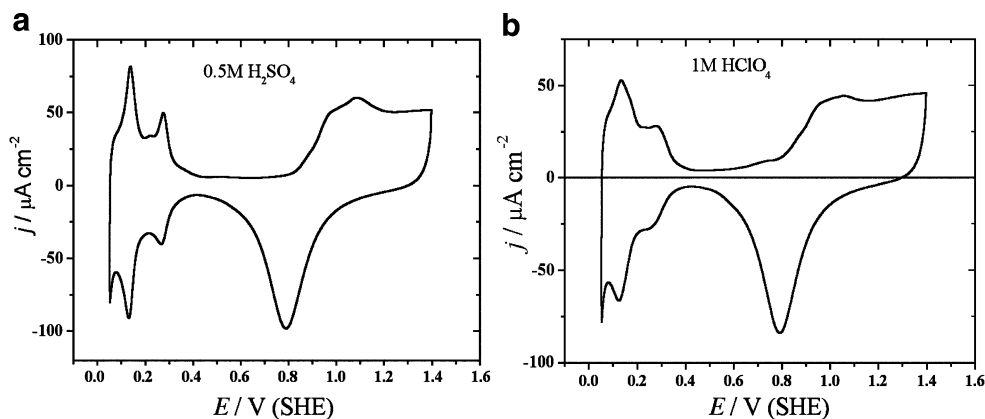 a
0.5M H₂SO₄
100
50
0
-50
-100
0.0 0.2 0.4 0.6 0.8 1.0 1.2 1.4 1.6
j / µA cm⁻²
E / V (SHE)
b
1M HClO₄
50
0
-50
-100
0.0 0.2 0.4 0.6 0.8 1.0 1.2 1.4 1.6
j / µA cm⁻²
E / V (SHE)